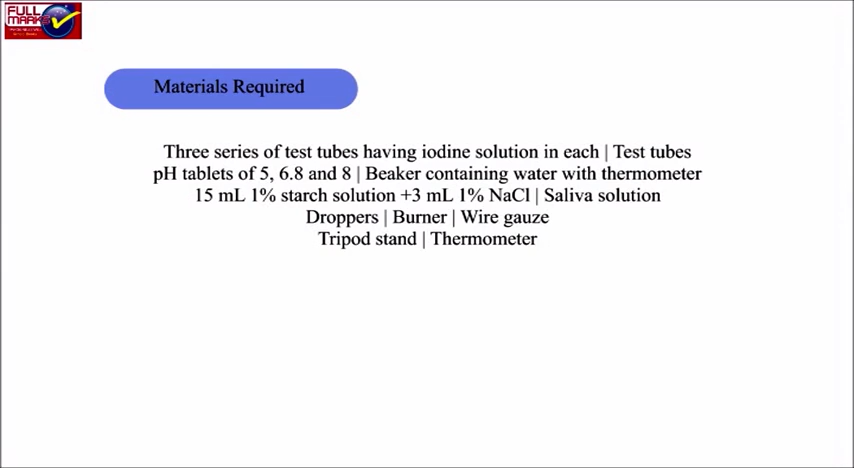 FULL
MARKS
Materials Required
Three series of test tubes having iodine solution in each | Test tubes
pH tablets of 5, 6.8 and 8 | Beaker containing water with thermometer
15 mL 1% starch solution +3 mL 1% NaCl | Saliva solution
Droppers | Burner | Wire gauze
Tripod stand | Thermometer